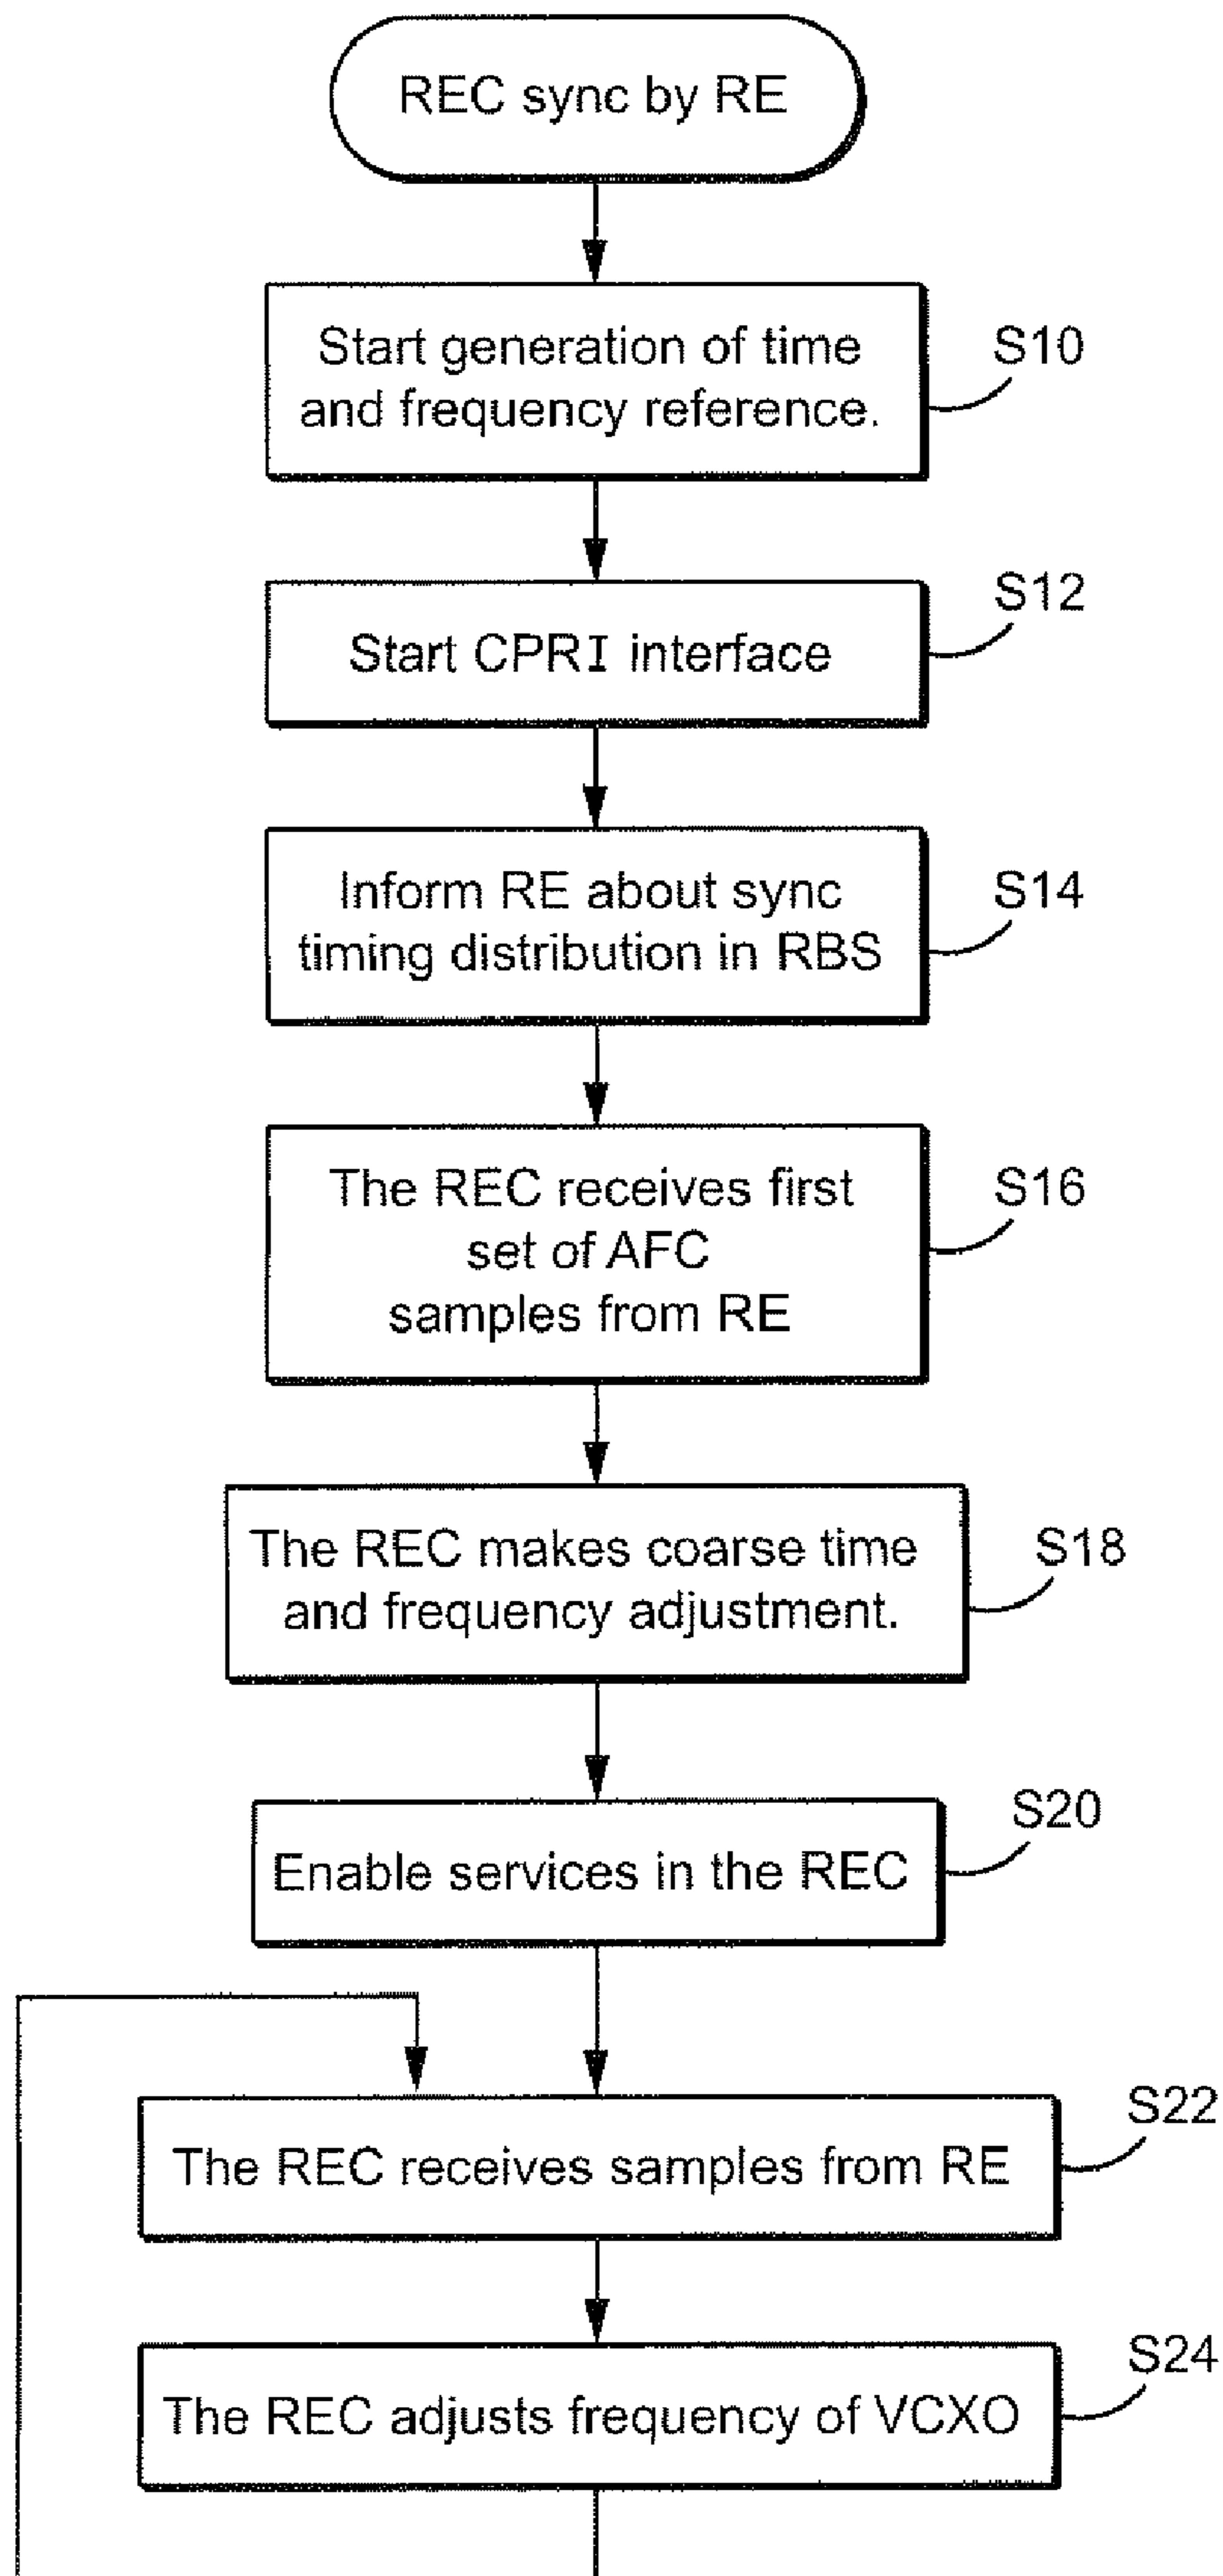 REC sync by RE
Start generation of time
and frequency reference.
S10
Start CPRI interface
S12
Inform RE about sync
timing distribution in RBS
S14
The REC receives first
set of AFC
samples from RE
S16
The REC makes coarse time
and frequency adjustment.
S18
Enable services in the REC
S20
The REC receives samples from RE
S22
The REC adjusts frequency of VCXO
S24